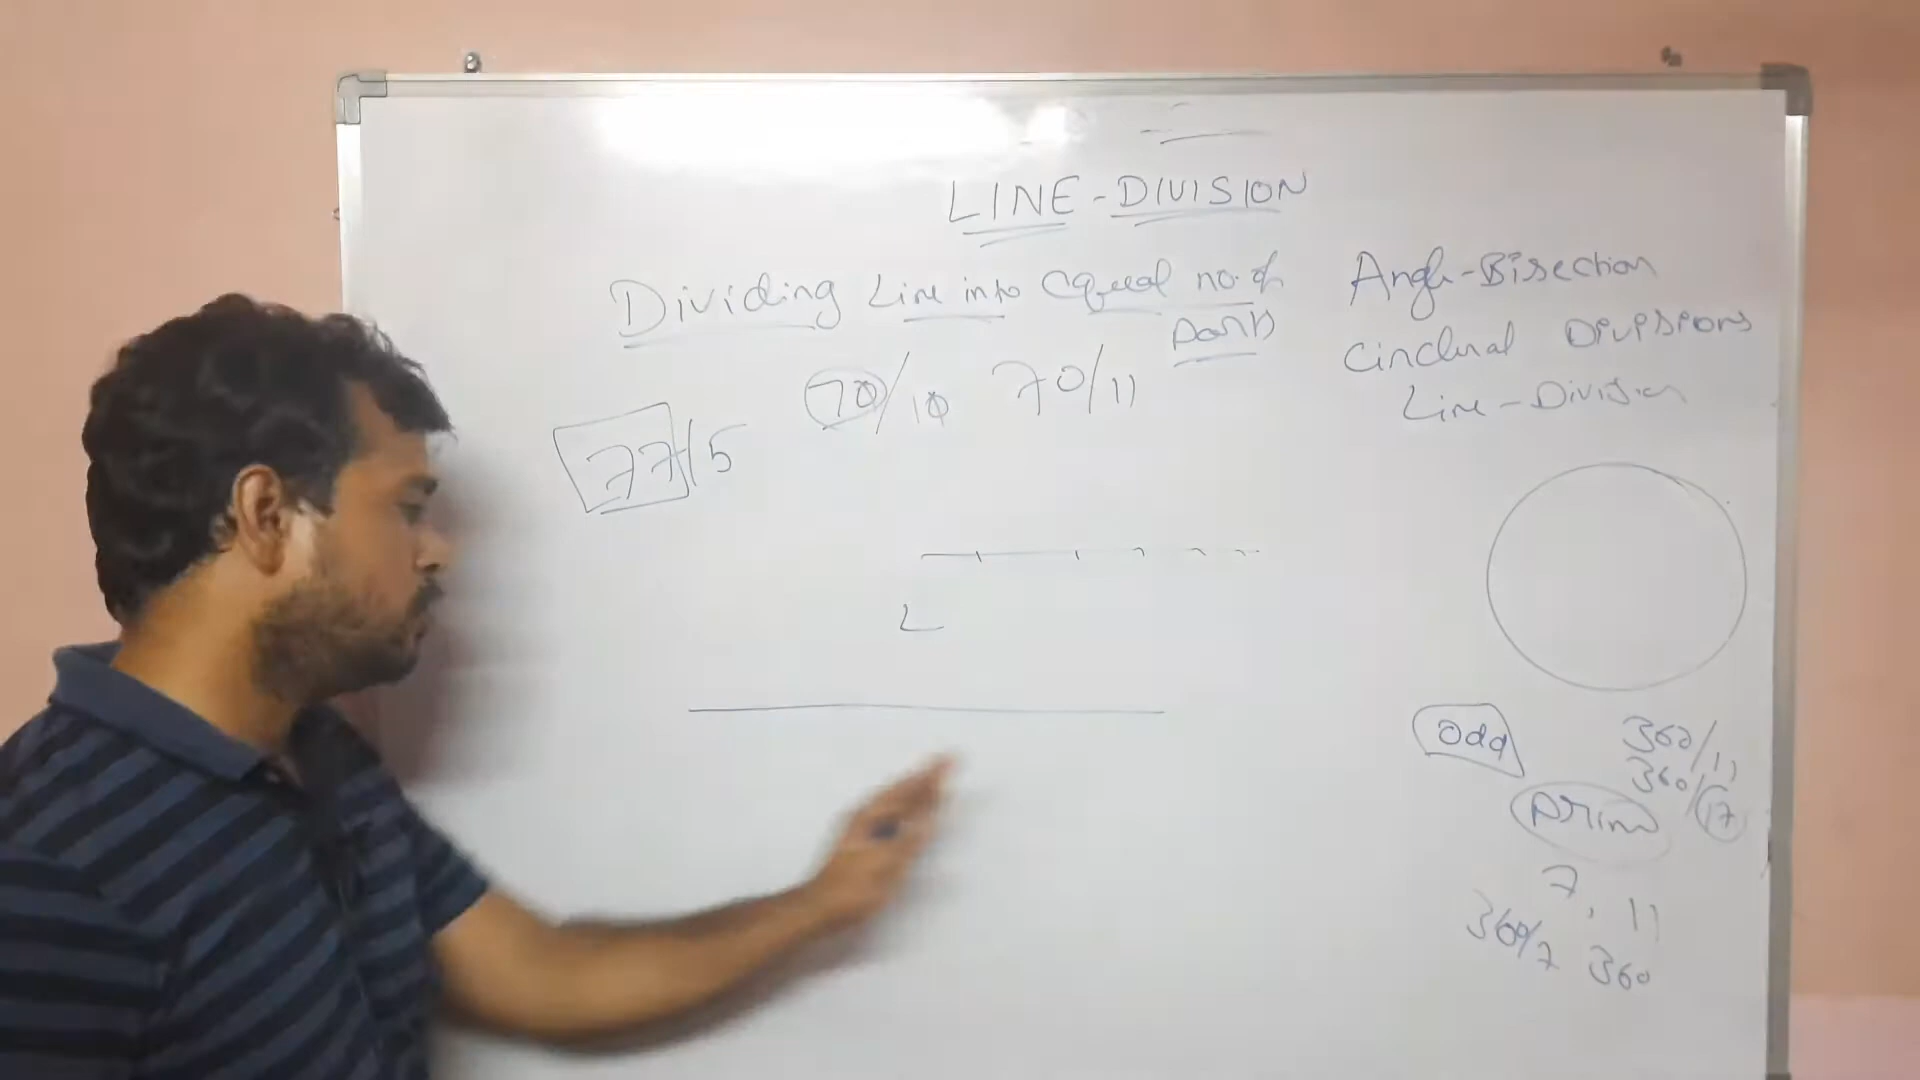 LINE-DIVISION
Dividing Line into equal no. of
parts
77/5
70/10
70/11
L
Angle-Bisection
Circular Divisions
Line-Division
Odd
360/11
360/17
Prime
7, 11
360/7 360